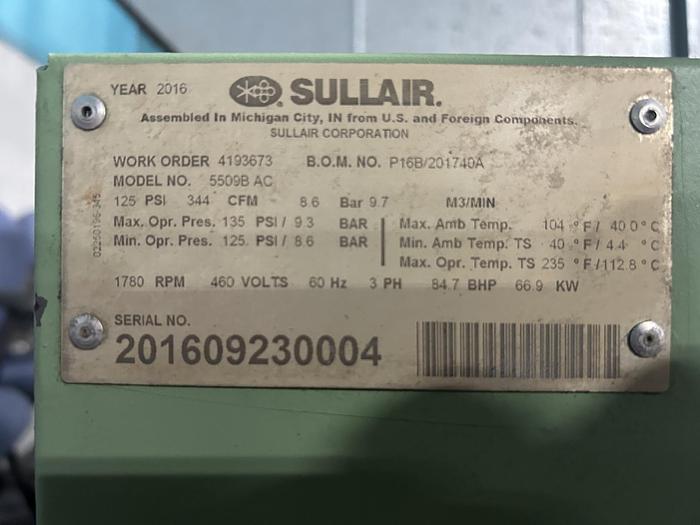 YEAR 2016
SULLAIR.
Assembled In Michigan City, IN from U.S. and Foreign Components.
SULLAIR CORPORATION
WORK ORDER 4193673 B.O.M. NO. P16B/201740A
MODEL NO. 5509B AC
125 PSI 344 CFM 8.6 Bar 9.7 M3/MIN
Max. Opr. Pres. 135 PSI / 9.3 BAR
Min. Opr. Pres. 125 PSI / 8.6 BAR
Max. Amb Temp. 104 °F/ 40.0 °C
Min. Amb Temp. TS 40 °F/ 4.4 °C
Max. Opr. Temp. TS 235 °F/112.8 °C
1780 RPM 460 VOLTS 60 Hz 3 PH 84.7 BHP 66.9 KW
SERIAL NO.
201609230004